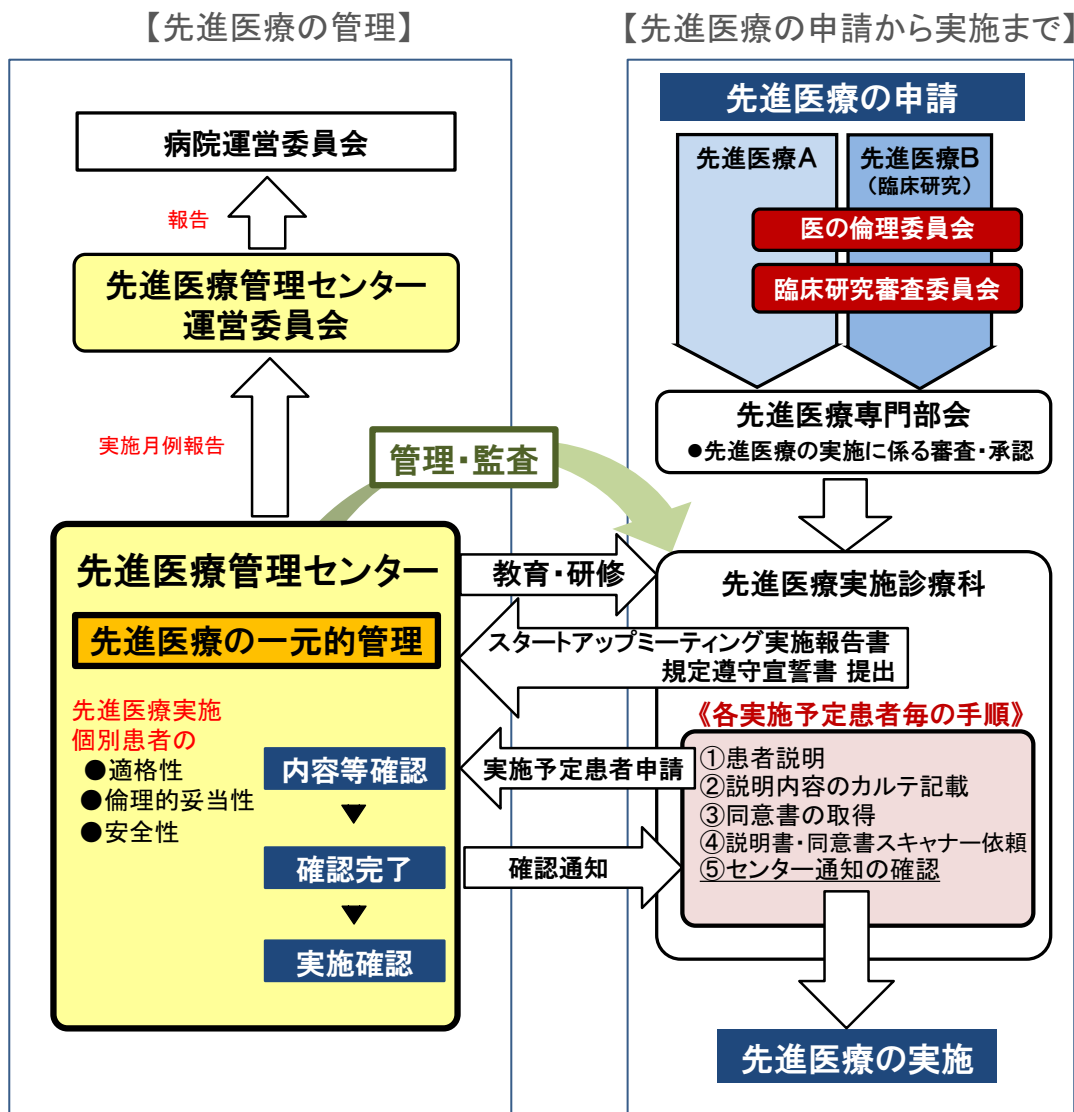 【先進医療の管理】
病院運営委員会
報告
先進医療管理センター
運営委員会
実施月例報告
管理・監査
先進医療管理センター
先進医療の一元的管理
先進医療実施
個別患者の
●適格性
●倫理的妥当性
●安全性
内容等確認
▼
確認完了
▼
実施確認
教育・研修
スタートアップミーティング実施報告書
規定遵守宣誓書 提出
実施予定患者申請
確認通知
【先進医療の申請から実施まで】
先進医療の申請
先進医療A
先進医療B
（臨床研究）
医の倫理委員会
臨床研究審査委員会
先進医療専門部会
●先進医療の実施に係る審査・承認
先進医療実施診療科
《各実施予定患者毎の手順》
①患者説明
②説明内容のカルテ記載
③同意書の取得
④説明書・同意書スキャナー依頼
⑤センター通知の確認
先進医療の実施